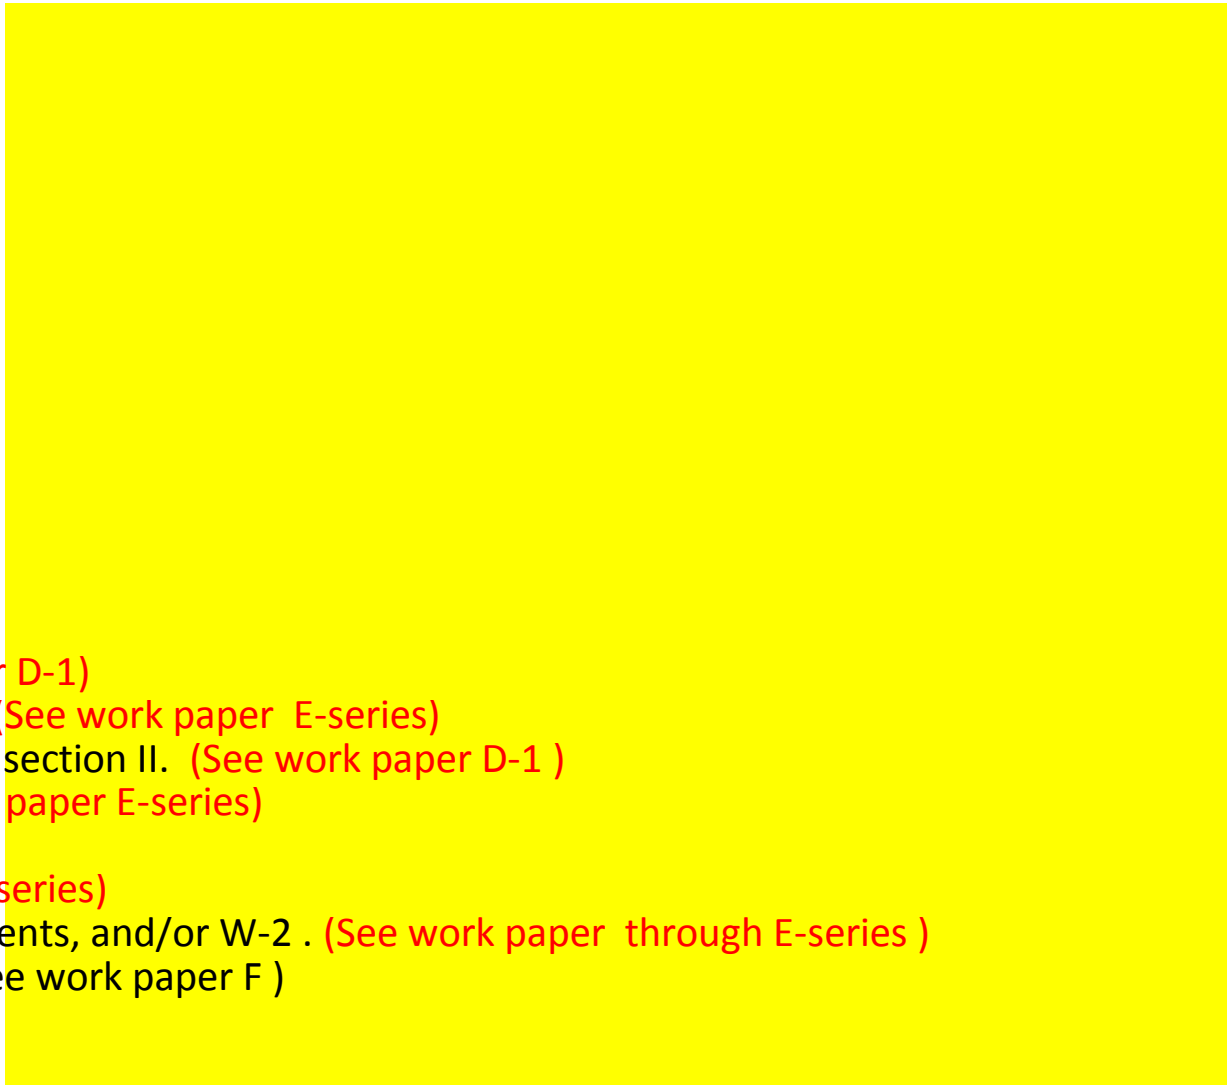 D-1)
(See work paper  E-series)
section II.  (See work paper D-1 )
paper E-series)
series)
ents, and/or W-2 . (See work paper  through E-series )
ee work paper F )